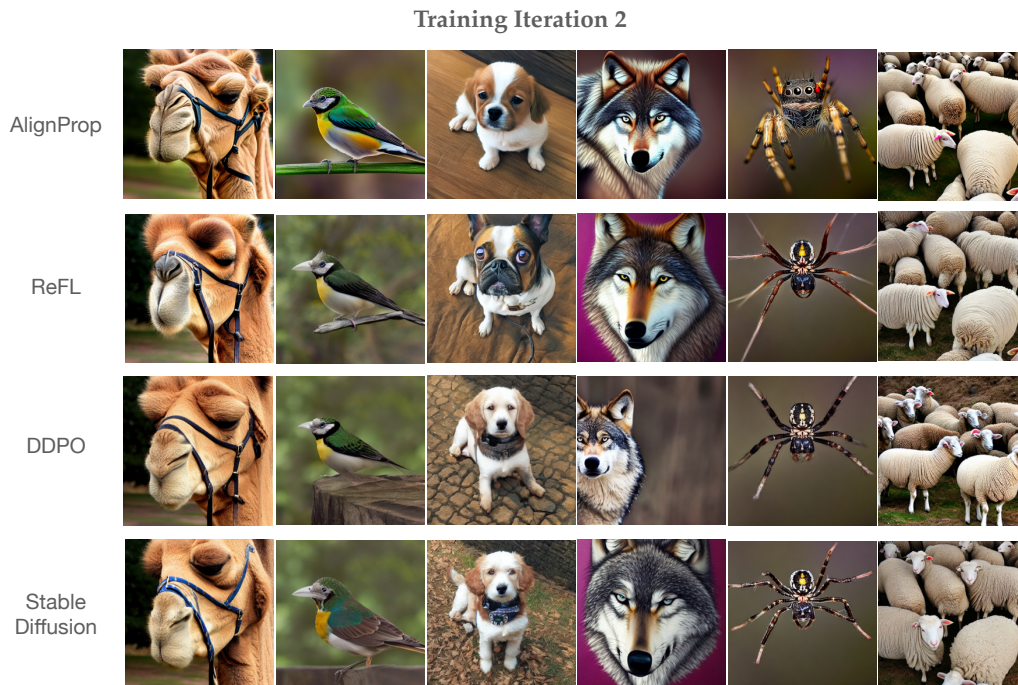 Training Iteration 2
AlignProp
ReFL
DDPO
Stable
Diffusion